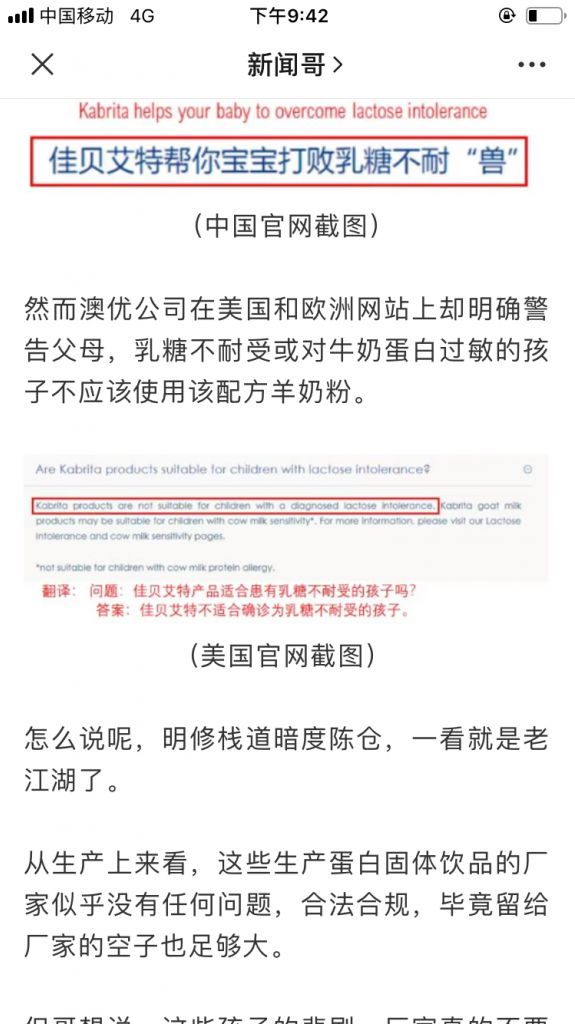 中国移动 4G 下午9:42
新闻哥
Kabrita helps your baby to overcome lactose intolerance
佳贝艾特帮你宝宝打败乳糖不耐“兽”
（中国官网截图）
然而澳优公司在美国和欧洲网站上却明确警
告父母，乳糖不耐受或对牛奶蛋白过敏的孩
子不应该使用该配方羊奶粉。
Are Kabrita products suitable for children with lactose intolerance?
Kabrita products are not suitable for children with a diagnosed lactose intolerance. Kabrita goat milk
products may be suitable for children with cow milk sensitivity*. For more information, please visit our Lactose
Intolerance and cow milk sensitivity pages.
*not suitable for children with cow milk protein allergy.
翻译： 问题：佳贝艾特产品适合患有乳糖不耐受的孩子吗？
答案：佳贝艾特不适合确诊为乳糖不耐受的孩子。
（美国官网截图）
怎么说呢，明修栈道暗度陈仓，一看就是老
江湖了。
从生产上来看，这些生产蛋白固体饮品的厂
家似乎没有任何问题，合法合规，毕竟留给
厂家的空子也足够大。